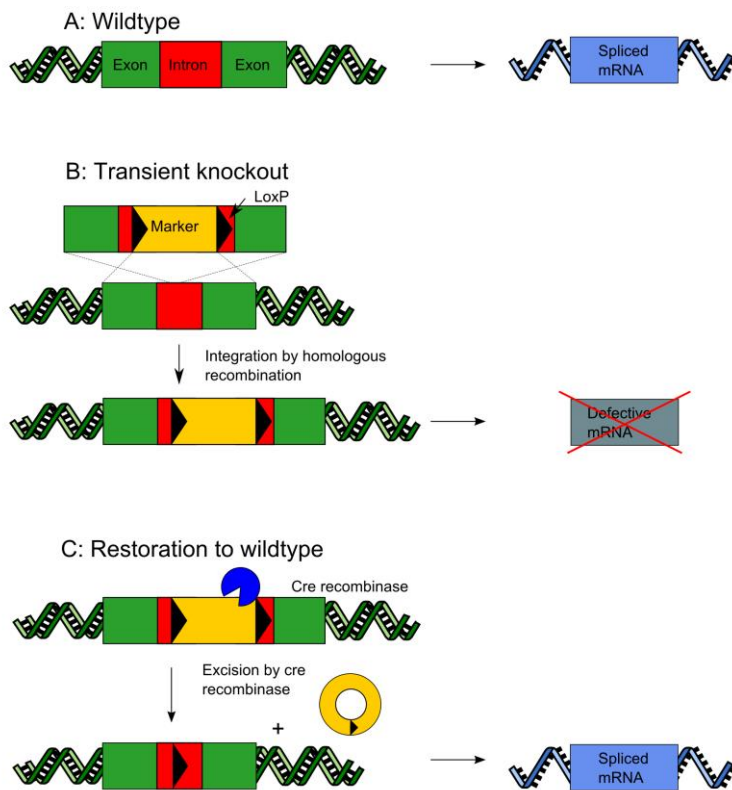 A: Wildtype
Exon
Intron
Exon
Spliced
mRNA
B: Transient knockout
LoxP
Marker
Integration by homologous
recombination
Defective
mRNA
C: Restoration to wildtype
Cre recombinase
Excision by cre
recombinase
+
Spliced
mRNA